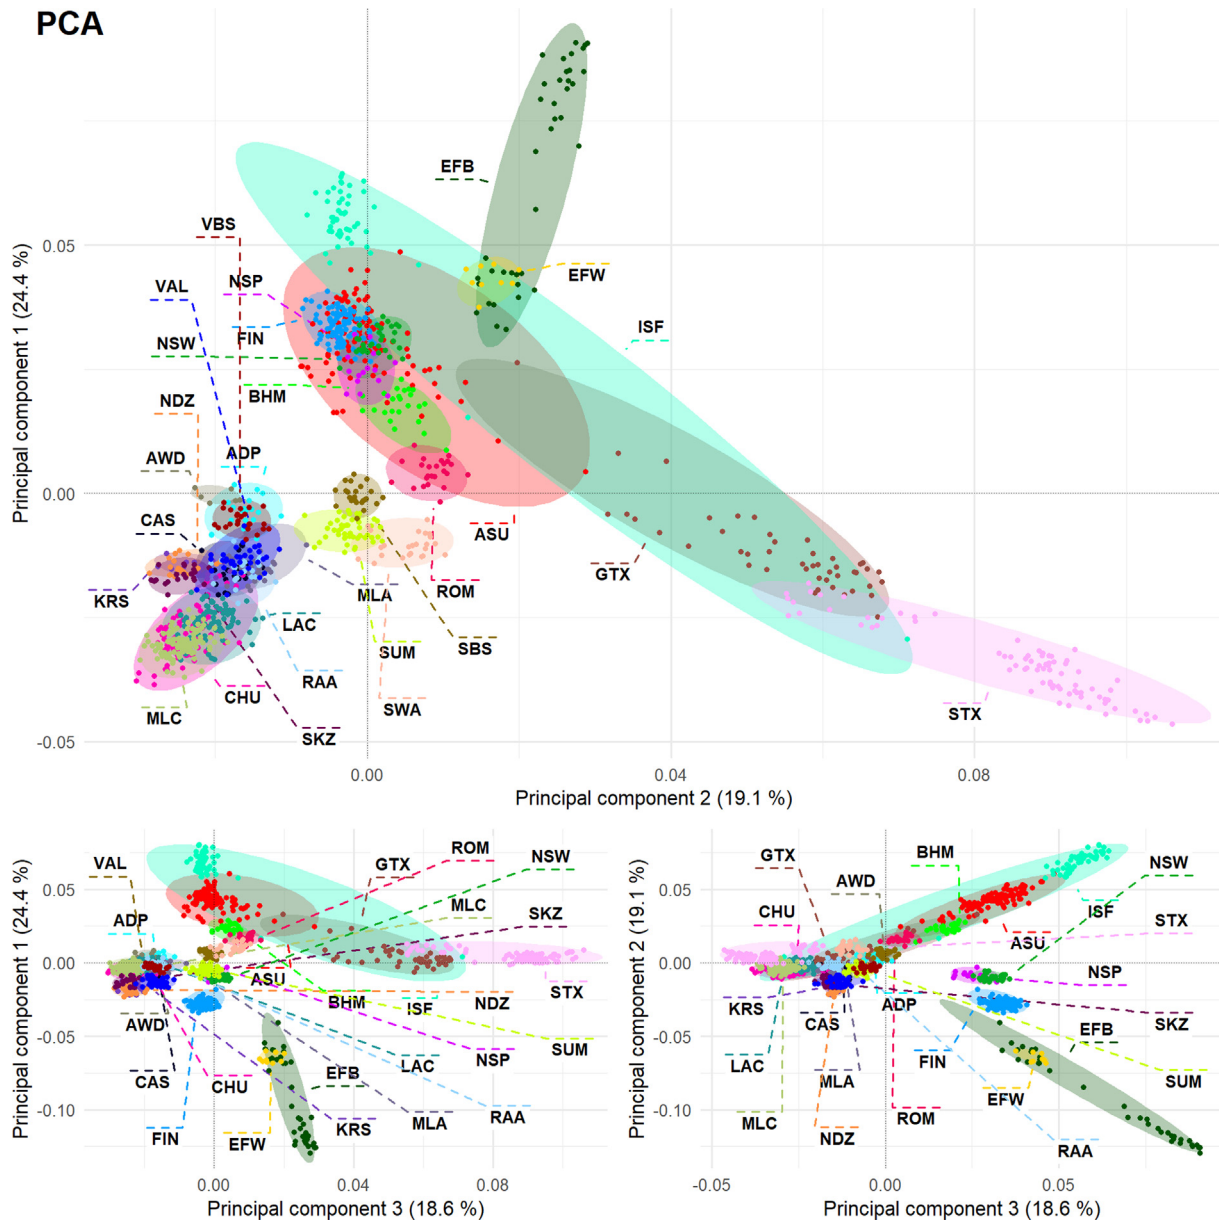 PCA
EFB
VBS
EFW
NSP
VAL
ISF
FIN
NSW
BHM
NDZ
ADP
AWD
CAS
ASU
GTX
ROM
MLA
KRS
LAC
SUM
SBS
RAA
CHU
SWA
MLC
STX
SKZ
0.05
0.00
-0.05
Principal component 1 (24.4 %)
0.00
0.04
0.08
Principal component 2 (19.1 %)
VAL
GTX
ROM
NSW
MLC
SKZ
ADP
ASU
STX
BHM
ISF
NDZ
AWD
SUM
NSP
CAS
CHU
EFB
LAC
RAA
MLA
KRS
FIN
EFW
0.05
0.00
-0.05
-0.10
Principal component 1 (24.4 %)
0.00
0.04
0.08
Principal component 3 (18.6 %)
GTX
AWD
BHM
NSW
CHU
ISF
STX
ASU
NSP
KRS
ADP
CAS
SKZ
EFB
LAC
MLA
FIN
SUM
EFW
MLC
NDZ
ROM
RAA
0.05
0.00
-0.05
-0.10
Principal component 2 (19.1 %)
-0.05
0.00
0.05
Principal component 3 (18.6 %)